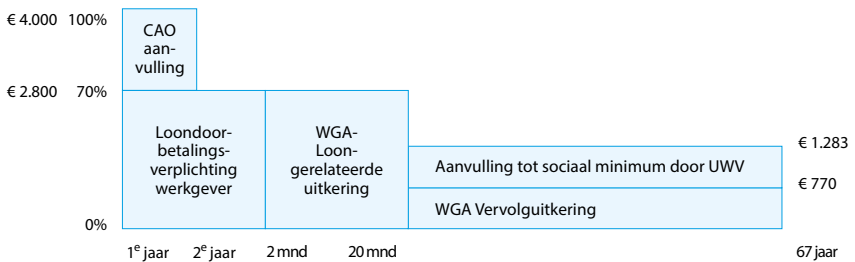 € 4.000 100%
CAO
aan-
vulling
€ 2.800 70%
Loondoor-
betalings-
verplichting
werkgever
WGA-
Loon-
gerelateerde
uitkering
€ 1.283
Aanvulling tot sociaal minimum door UWV
€ 770
WGA Vervolguitkering
0%
1e jaar 2e jaar 2 mnd 20 mnd 67 jaar